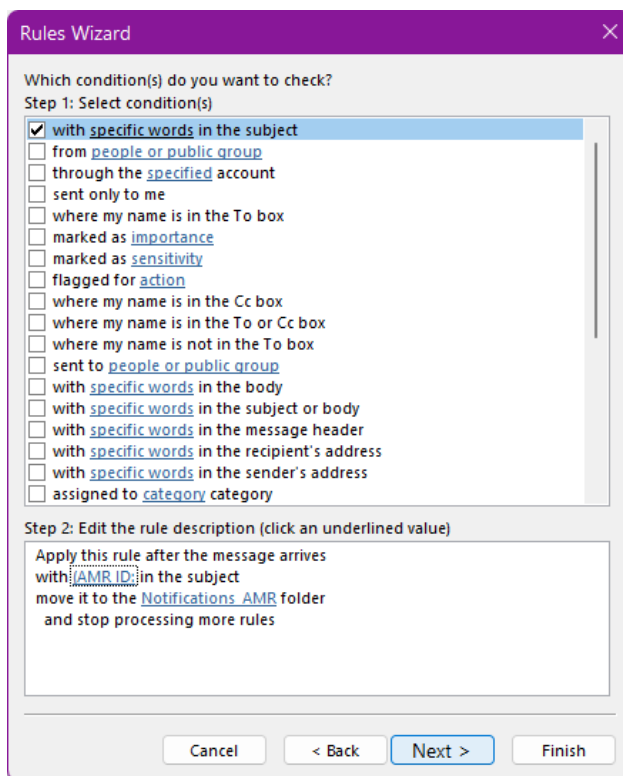 Rules Wizard
Which condition(s) do you want to check?
Step 1: Select condition(s)
with specific words in the subject
from people or public group
through the specified account
sent only to me
where my name is in the To box
marked as importance
marked as sensitivity
flagged for action
where my name is in the Cc box
where my name is in the To or Cc box
where my name is not in the To box
sent to people or public group
with specific words in the body
with specific words in the subject or body
with specific words in the message header
with specific words in the recipient's address
with specific words in the sender's address
assigned to category category
Step 2: Edit the rule description (click an underlined value)
Apply this rule after the message arrives
with (AMR ID: in the subject
move it to the Notifications_AMR folder
and stop processing more rules
Cancel < Back Next > Finish